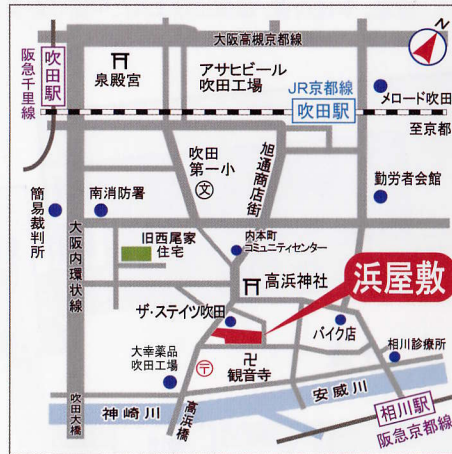 N
大阪高槻京都線
阪急千里線
吹田駅
泉殿宮
アサヒビール
吹田工場
JR京都線
吹田駅
メロード吹田
至京都
吹田
第一小
文
旭通商店街
勤労者会館
簡易裁判所
南消防署
旧西尾家
住宅
内本町
コミュニティセンター
大阪内環状線
高浜神社
浜屋敷
ザ・ステイツ吹田
バイク店
大幸薬品
吹田工場
〒
卍
観音寺
相川診療所
安威川
神崎川
高浜橋
吹田大橋
相川駅
阪急京都線